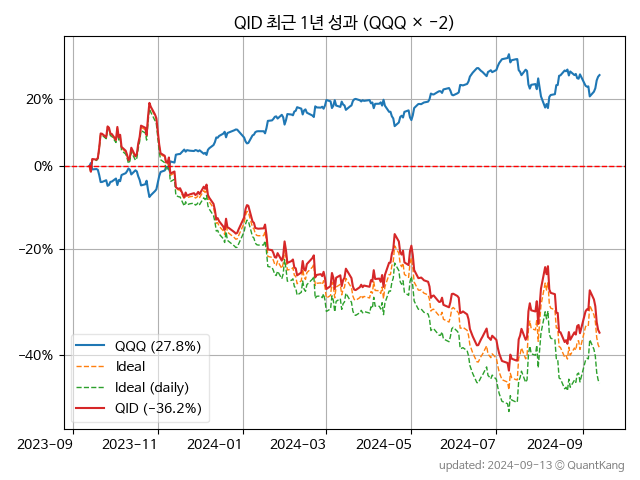 QID 최근 1년 성과 (QQQ × −2)
20%
0%
−20%
−40%
QQQ (27.8%)
Ideal
Ideal (daily)
QID (−36.2%)
2023-09 2023-11 2024-01 2024-03 2024-05 2024-07 2024-09
updated: 2024-09-13 © QuantKang